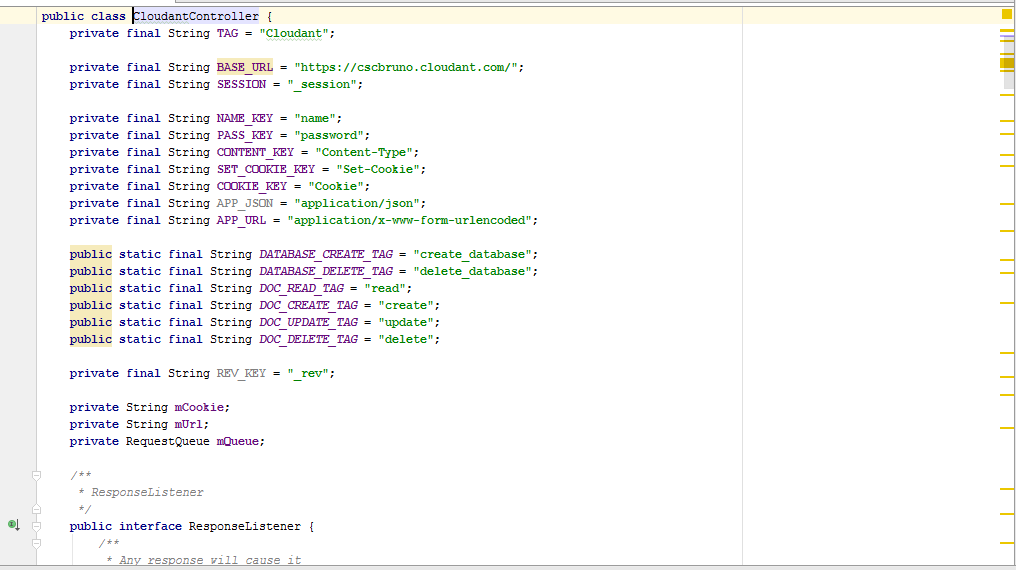 public class CloudantController {
private final String TAG = "Cloudant";
private final String BASE_URL = "https://cscbruno.cloudant.com/";
private final String SESSION = "_session";
private final String NAME_KEY = "name";
private final String PASS_KEY = "password";
private final String CONTENT_KEY = "Content-Type";
private final String SET_COOKIE_KEY = "Set-Cookie";
private final String COOKIE_KEY = "Cookie";
private final String APP_JSON = "application/json";
private final String APP_URL = "application/x-www-form-urlencoded";
public static final String DATABASE_CREATE_TAG = "create_database";
public static final String DATABASE_DELETE_TAG = "delete_database";
public static final String DOC_READ_TAG = "read";
public static final String DOC_CREATE_TAG = "create";
public static final String DOC_UPDATE_TAG = "update";
public static final String DOC_DELETE_TAG = "delete";
private final String REV_KEY = "_rev";
private String mCookie;
private String mUrl;
private RequestQueue mQueue;
/**
* ResponseListener
*/
public interface ResponseListener {
/**
* Any response will cause it